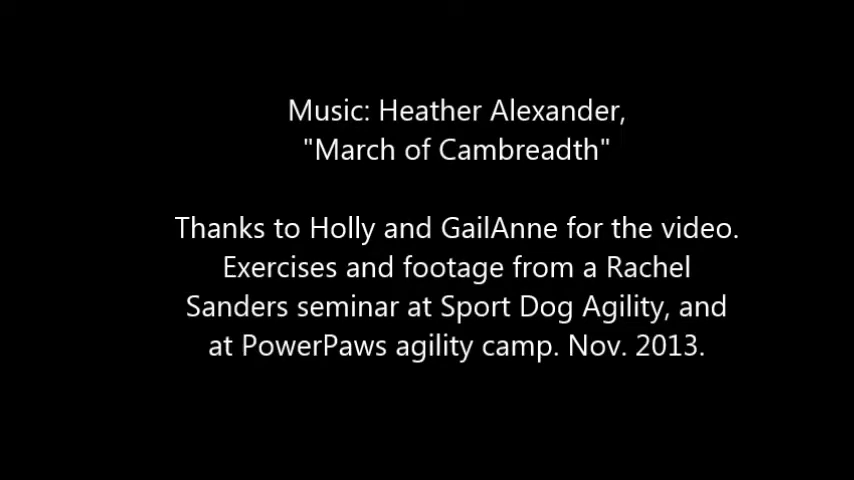 Music: Heather Alexander,
"March of Cambreadth"
Thanks to Holly and GailAnne for the video.
Exercises and footage from a Rachel
Sanders seminar at Sport Dog Agility, and
at PowerPaws agility camp. Nov. 2013.